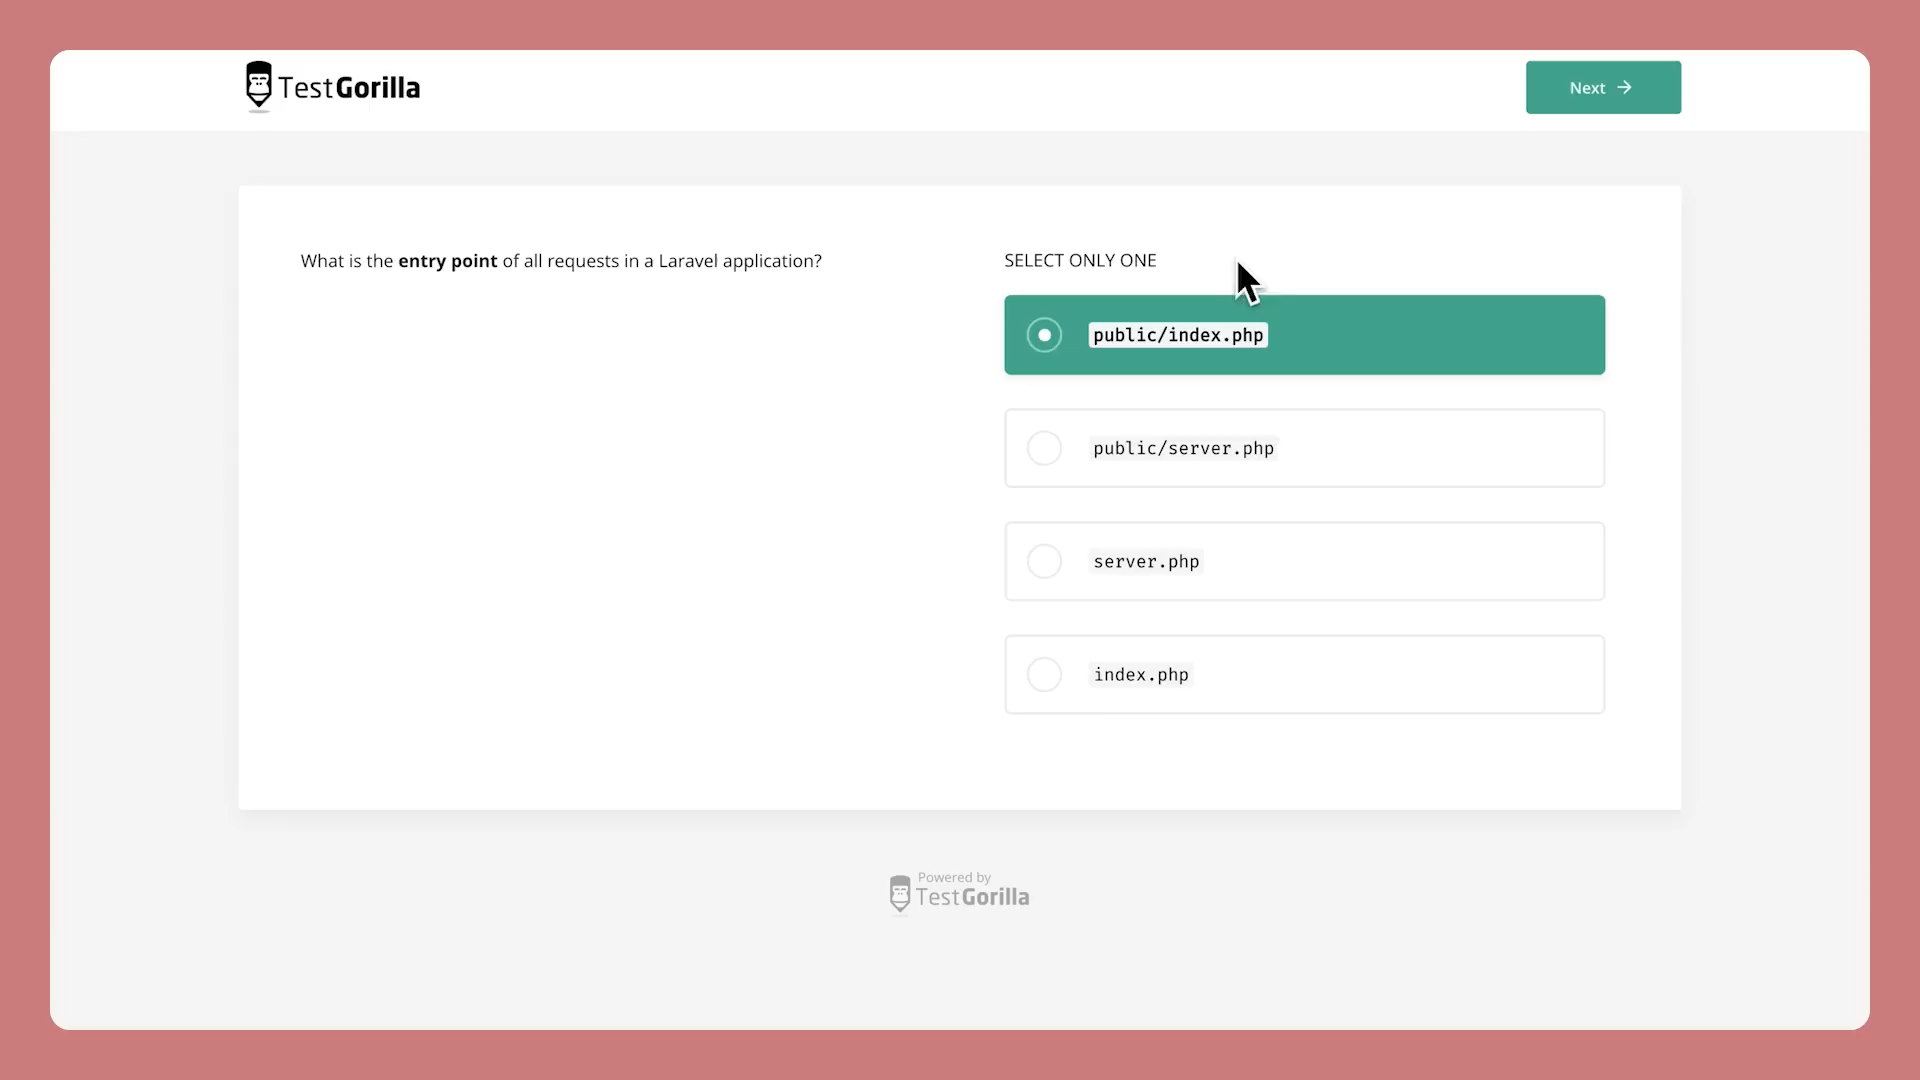 TestGorilla
Next
What is the entry point of all requests in a Laravel application?
SELECT ONLY ONE
public/index.php
public/server.php
server.php
index.php
Powered by
TestGorilla